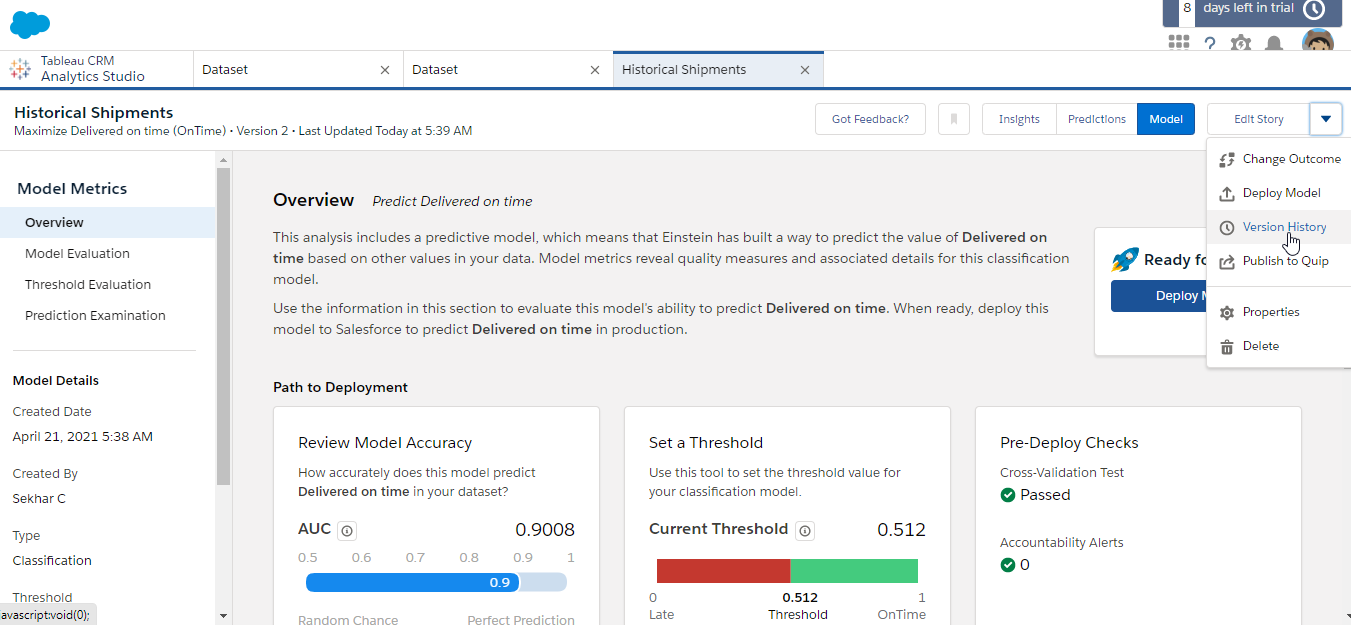 8 days left in trial
Tableau CRM
Analytics Studio
Dataset
Dataset
Historical Shipments
Historical Shipments
Maximize Delivered on time (OnTime) • Version 2 • Last Updated Today at 5:39 AM
Got Feedback?
Insights
Predictions
Model
Edit Story
Change Outcome
Deploy Model
Version History
Publish to Quip
Properties
Delete
Model Metrics
Overview
Model Evaluation
Threshold Evaluation
Prediction Examination
Model Details
Created Date
April 21, 2021 5:38 AM
Created By
Sekhar C
Type
Classification
Threshold
javascript:void(0);
Overview Predict Delivered on time
This analysis includes a predictive model, which means that Einstein has built a way to predict the value of Delivered on
time based on other values in your data. Model metrics reveal quality measures and associated details for this classification
model.
Use the information in this section to evaluate this model's ability to predict Delivered on time. When ready, deploy this
model to Salesforce to predict Delivered on time in production.
Ready fo
Deploy M
Path to Deployment
Review Model Accuracy
How accurately does this model predict
Delivered on time in your dataset?
AUC 0.9008
0.5 0.6 0.7 0.8 0.9 1
0.9
Random Chance Perfect Prediction
Set a Threshold
Use this tool to set the threshold value for
your classification model.
Current Threshold 0.512
0 0.512 1
Late Threshold OnTime
Pre-Deploy Checks
Cross-Validation Test
Passed
Accountability Alerts
0